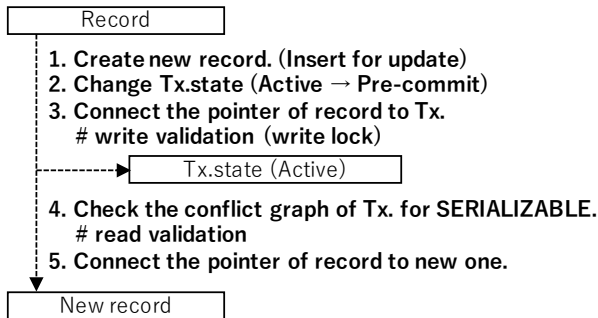 Record
1. Create new record. (Insert for update)
2. Change Tx.state (Active → Pre-commit)
3. Connect the pointer of record to Tx.
# write validation (write lock)
Tx.state (Active)
4. Check the conflict graph of Tx. for SERIALIZABLE.
# read validation
5. Connect the pointer of record to new one.
New record